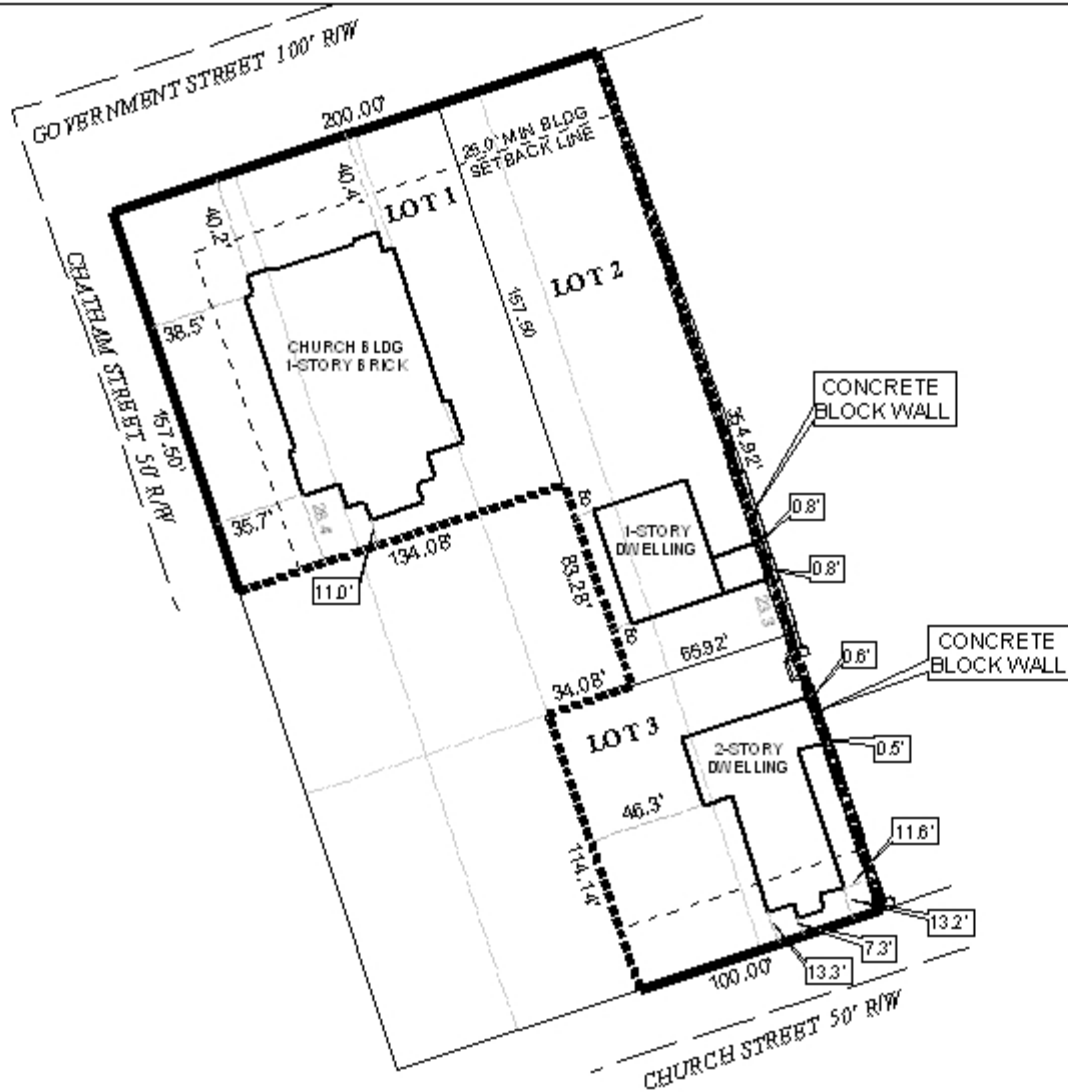 GOVERNMENT STREET 100' R/W
200.00'
25.0' MIN BLDG
SETBACK LINE
40.4'
40.2'
LOT 1
LOT 2
CHATHAM STREET 50' R/W
157.50'
38.5'
157.50
CHURCH BLDG
1-STORY BRICK
354.92'
CONCRETE
BLOCK WALL
35.7'
26.4
134.08'
11.0'
1-STORY
DWELLING
0.8'
0.8'
83.28'
23.3
65.92'
CONCRETE
BLOCK WALL
0.6'
34.08'
LOT 3
2-STORY
DWELLING
0.5'
46.3'
11.6'
114.14'
13.2'
7.3'
13.3'
100.00'
CHURCH STREET 50' R/W